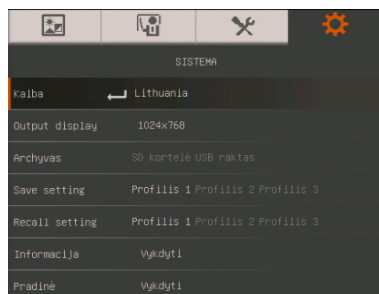 SISTEMA
Kalba Lithuania
Output display 1024x768
Archyvas SD kortelė USB raktas
Save setting Profilis 1 Profilis 2 Profilis 3
Recall setting Profilis 1 Profilis 2 Profilis 3
Informacija Vykdyti
Pradinė Vykdyti